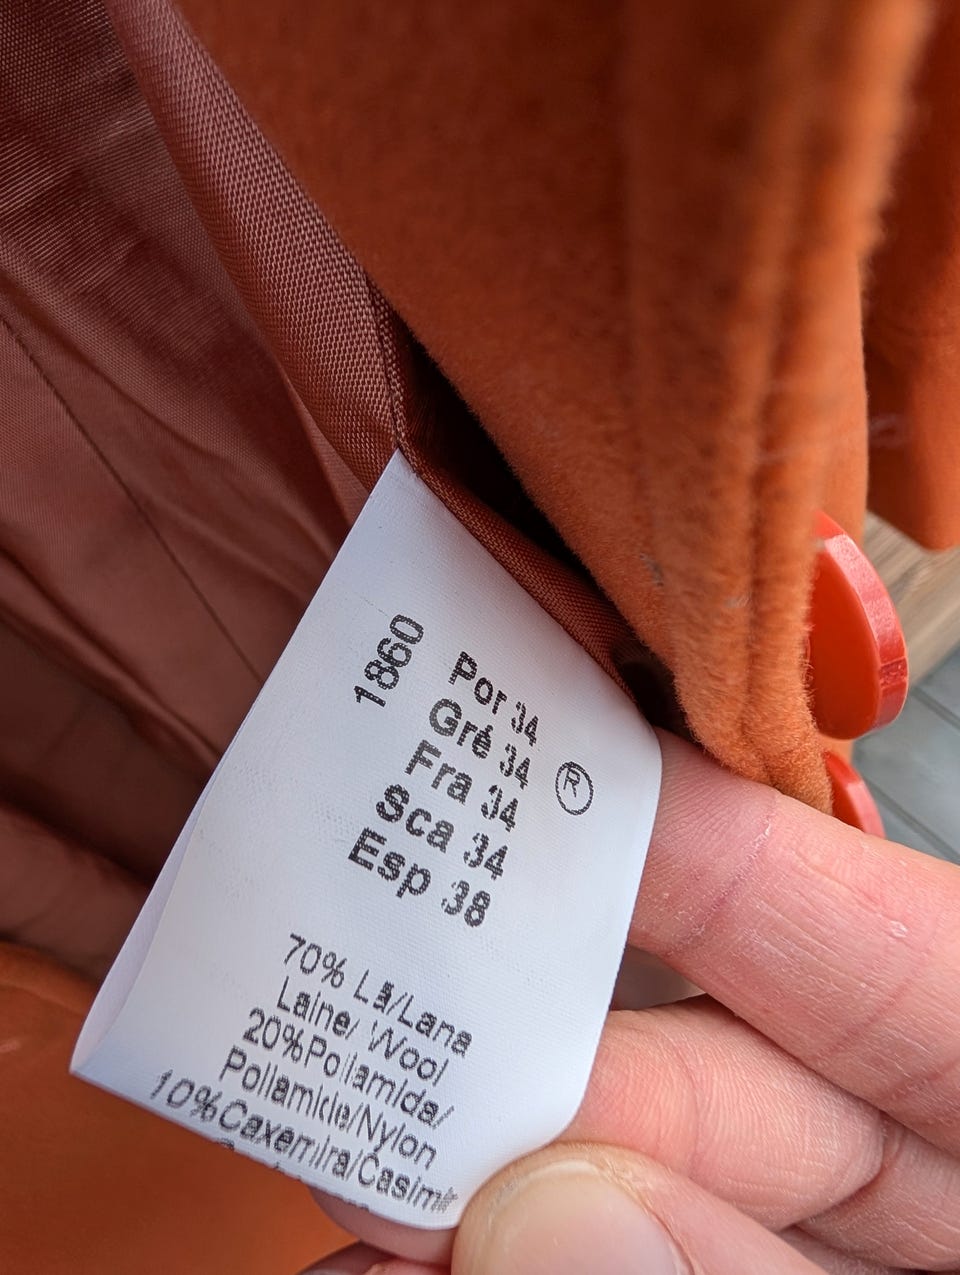 1860
Por 34
Gré 34
Fra 34
Sca 34
Esp 38
®
70% Lã/Lana
Laine/ Wool
20%Poliamida/
Poliamide/Nylon
10%Caxemira/Casimir